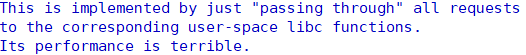 This is implemented by just "passing through" all requests
to the corresponding user-space libc functions.
Its performance is terrible.